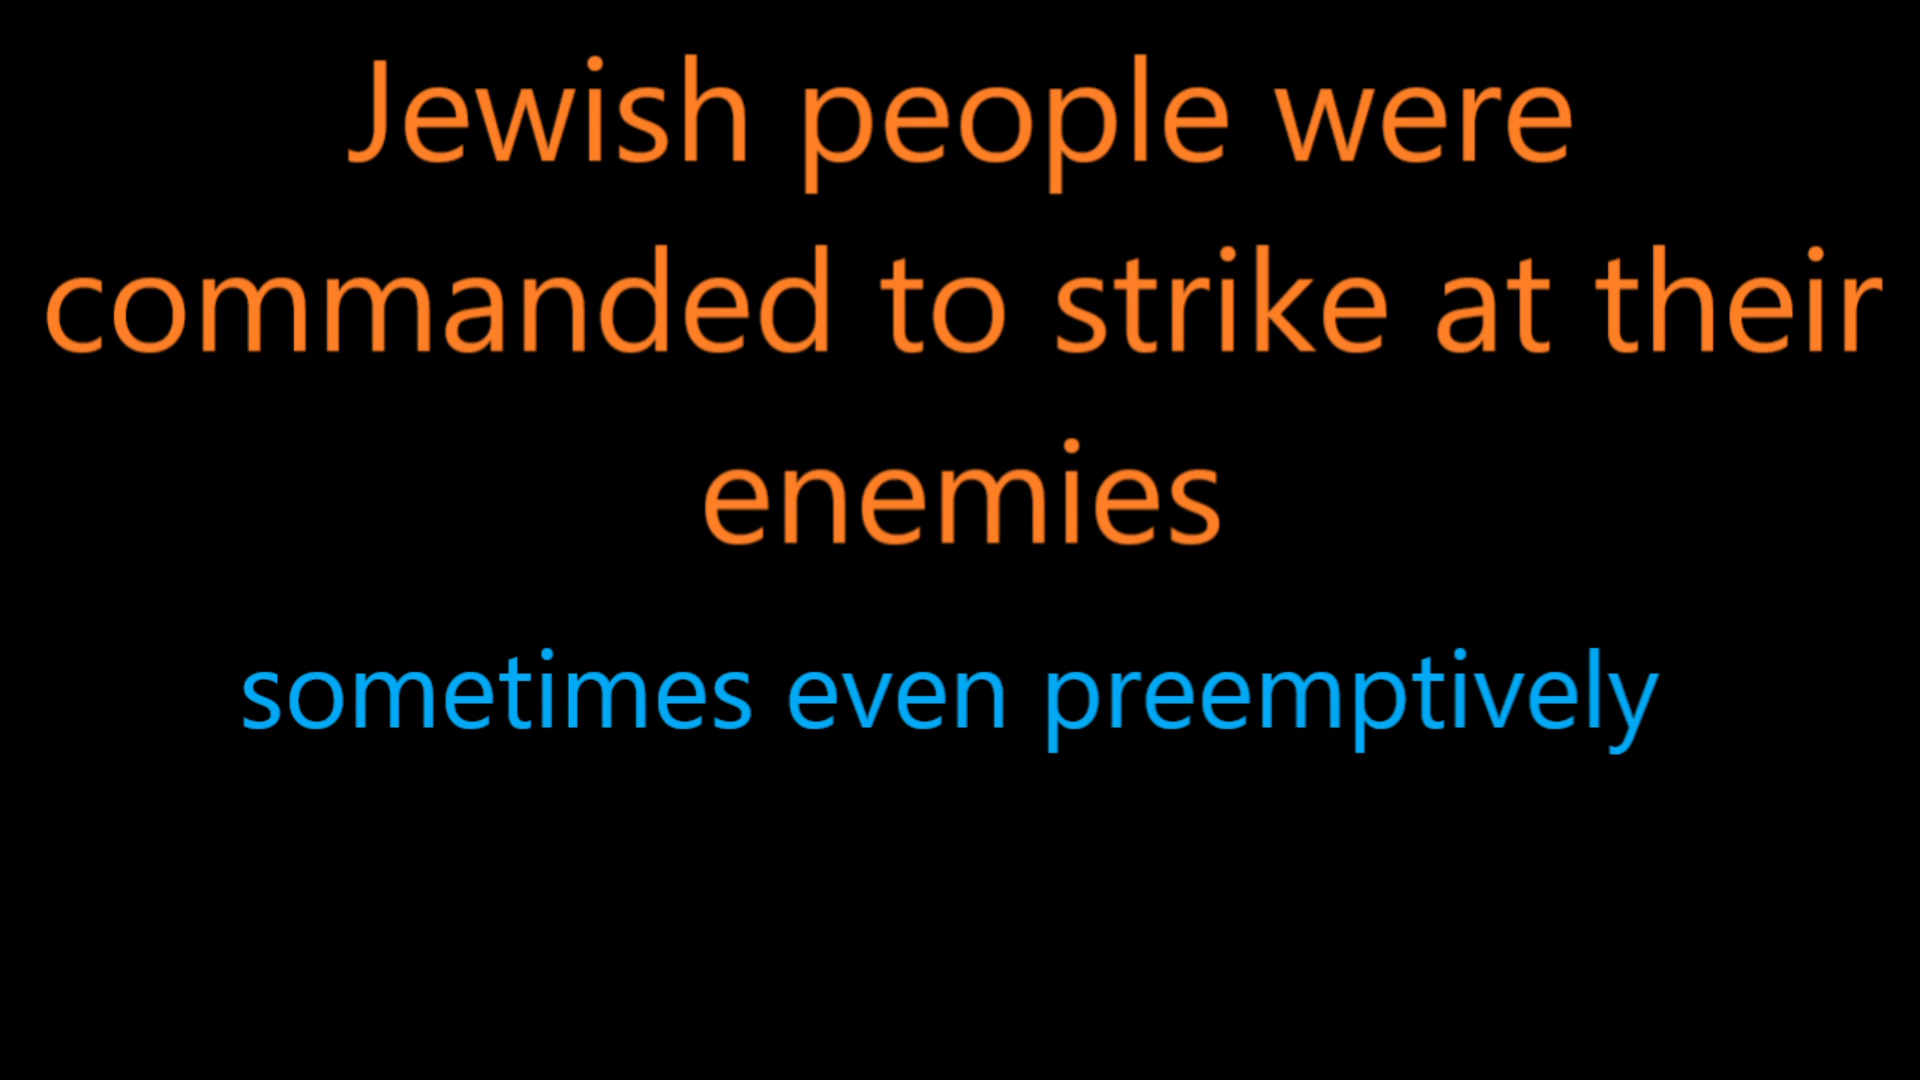 Jewish people were
commanded to strike at their
enemies
sometimes even preemptively